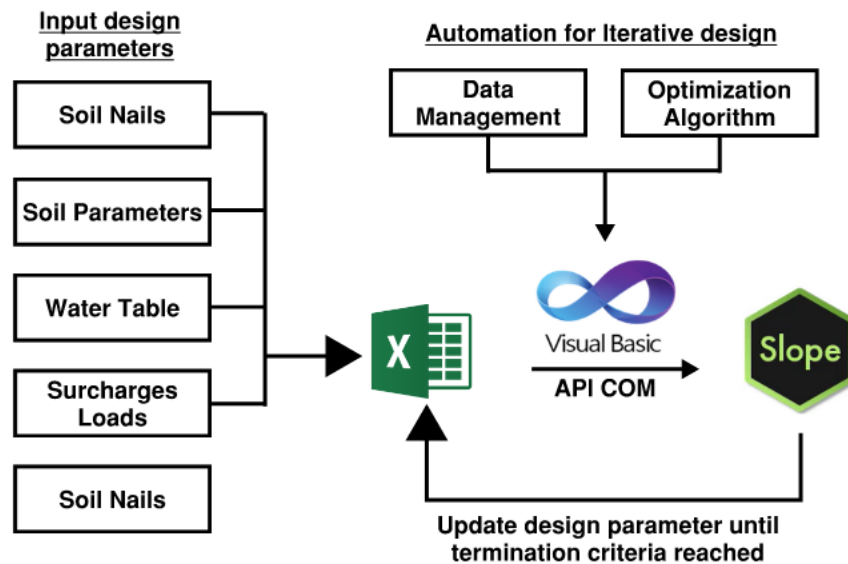 Input design
parameters
Soil Nails
Soil Parameters
Water Table
Surcharges
Loads
Soil Nails
Automation for Iterative design
Data
Management
Optimization
Algorithm
X
Visual Basic
API COM
Slope
Update design parameter until
termination criteria reached